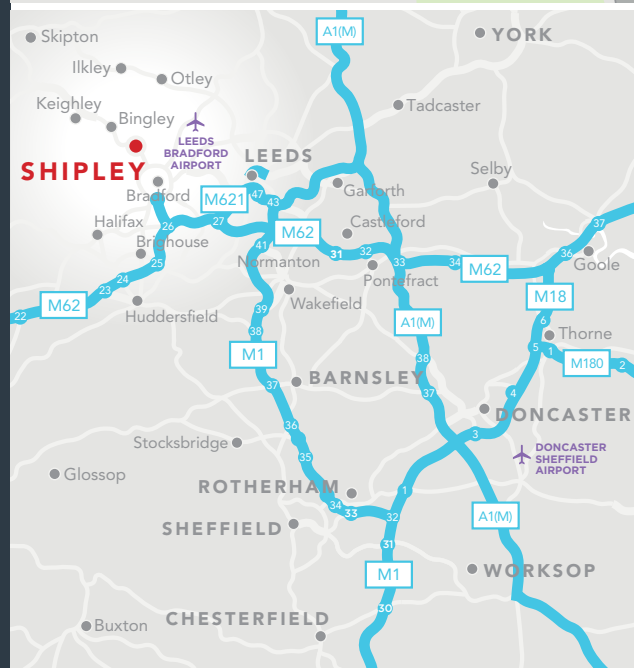 A1(M)
Skipton
YORK
Ilkley
Otley
Keighley
Bingley
Tadcaster
LEEDS
BRADFORD
AIRPORT
LEEDS
SHIPLEY
Selby
Bradford
M621
47
43
Garforth
Halifax
26
27
M62
Castleford
37
Brighouse
41
31
32
36
25
Normanton
33
34
M62
Goole
24
Pontefract
23
Wakefield
M18
22
M62
Huddersfield
39
A1(M)
6
38
Thorne
M1
38
5
1
M180
2
37
BARNSLEY
37
4
DONCASTER
36
3
Stocksbridge
35
DONCASTER
SHEFFIELD
AIRPORT
Glossop
ROTHERHAM
1
34
33
32
A1(M)
SHEFFIELD
31
M1
WORKSOP
30
CHESTERFIELD
Buxton